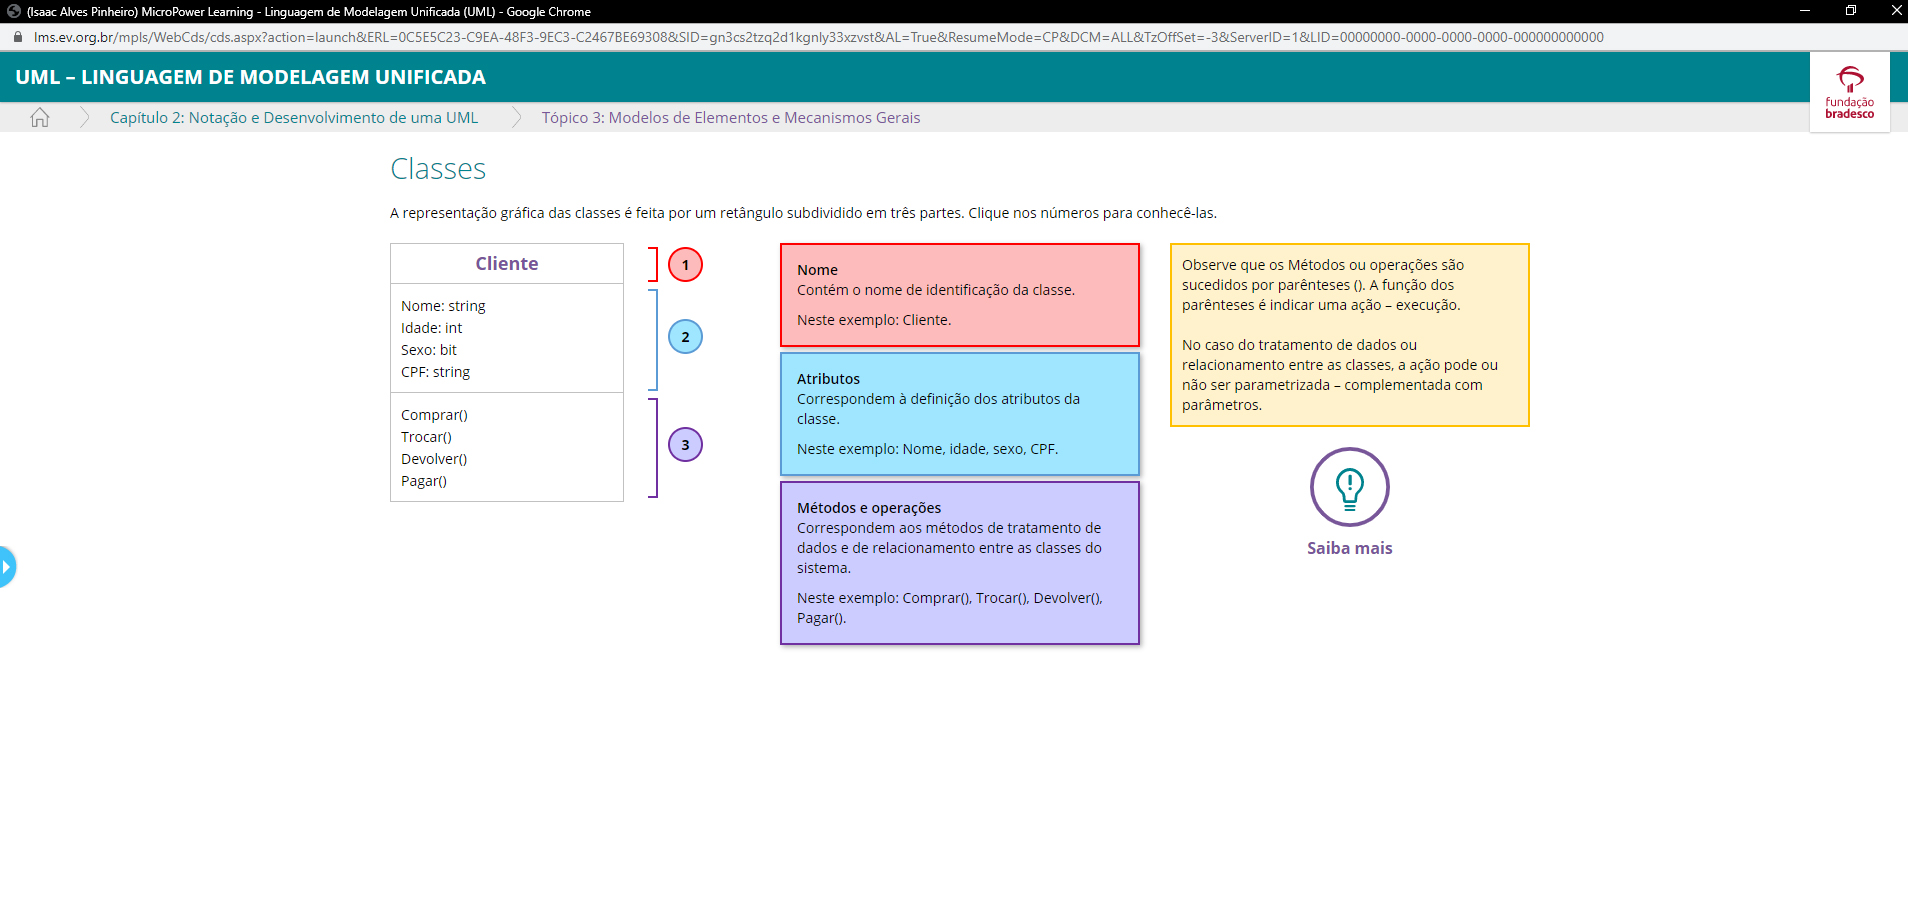 (Isaac Alves Pinheiro) MicroPower Learning - Linguagem de Modelagem Unificada (UML) - Google Chrome
lms.ev.org.br/mpls/WebCds/cds.aspx?action=launch&ERL=0C5E5C23-C9EA-48F3-9EC3-C2467BE69308&SID=gn3cs2tzq2d1kgnly33xzvst&AL=True&ResumeMode=CP&DCM=ALL&TzOffSet=-3&ServerID=1&LID=00000000-0000-0000-0000-000000000000
UML – LINGUAGEM DE MODELAGEM UNIFICADA
fundação
bradesco
Capítulo 2: Notação e Desenvolvimento de uma UML
Tópico 3: Modelos de Elementos e Mecanismos Gerais
Classes
A representação gráfica das classes é feita por um retângulo subdividido em três partes. Clique nos números para conhecê-las.
Cliente
Nome: string
Idade: int
Sexo: bit
CPF: string
Comprar()
Trocar()
Devolver()
Pagar()
1
2
3
Nome
Contém o nome de identificação da classe.
Neste exemplo: Cliente.
Atributos
Correspondem à definição dos atributos da
classe.
Neste exemplo: Nome, idade, sexo, CPF.
Métodos e operações
Correspondem aos métodos de tratamento de
dados e de relacionamento entre as classes do
sistema.
Neste exemplo: Comprar(), Trocar(), Devolver(),
Pagar().
Observe que os Métodos ou operações são
sucedidos por parênteses (). A função dos
parênteses é indicar uma ação – execução.
No caso do tratamento de dados ou
relacionamento entre as classes, a ação pode ou
não ser parametrizada – complementada com
parâmetros.
Saiba mais